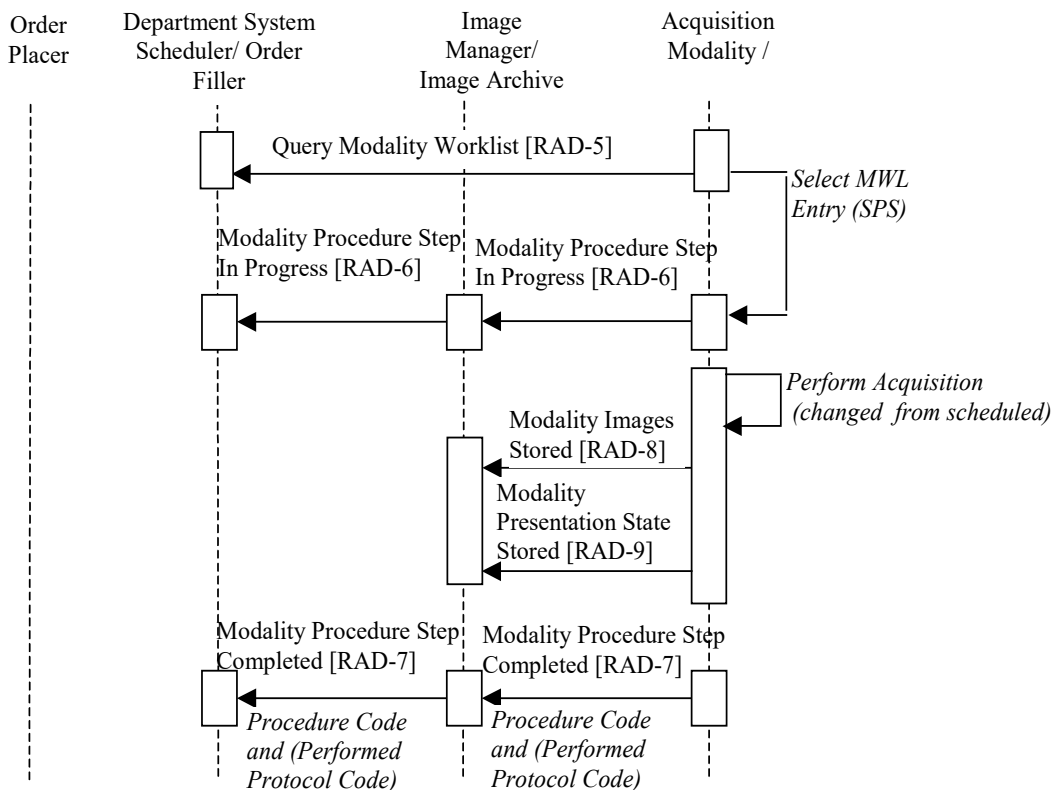 Order
Placer
Department System
Scheduler/ Order
Filler
Image
Manager/
Image Archive
Acquisition
Modality /
Query Modality Worklist [RAD-5]
Select MWL
Entry (SPS)
Modality Procedure Step
In Progress [RAD-6]
Modality Procedure Step
In Progress [RAD-6]
Perform Acquisition
(changed from scheduled)
Modality Images
Stored [RAD-8]
Modality
Presentation State
Stored [RAD-9]
Modality Procedure Step
Completed [RAD-7]
Modality Procedure Step
Completed [RAD-7]
Procedure Code
and (Performed
Protocol Code)
Procedure Code
and (Performed
Protocol Code)